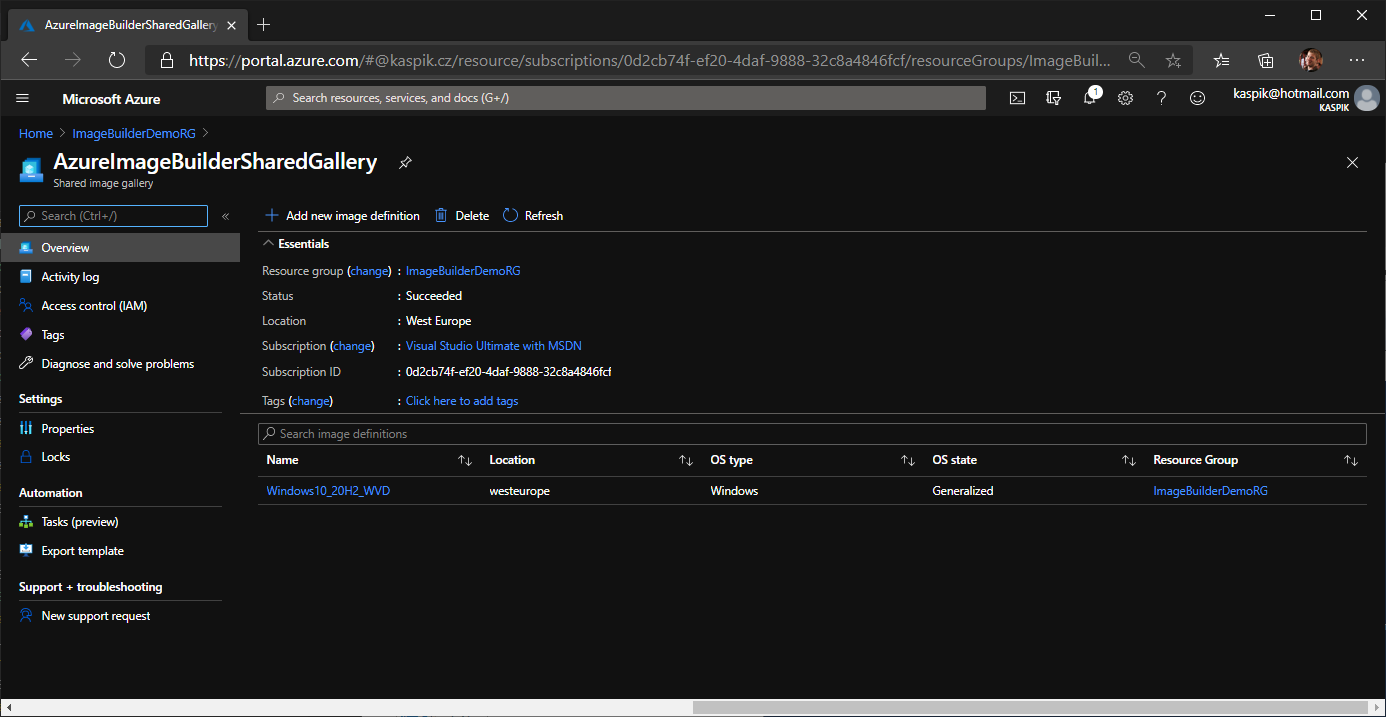 AzureImageBuilderSharedGallery
https://portal.azure.com/#@kaspik.cz/resource/subscriptions/0d2cb74f-ef20-4daf-9888-32c8a4846fcf/resourceGroups/ImageBuil...
Microsoft Azure
Search resources, services, and docs (G+/)
1
kaspik@hotmail.com
KASPIK
Home > ImageBuilderDemoRG >
AzureImageBuilderSharedGallery
Shared image gallery
Search (Ctrl+/)
«
Overview
Activity log
Access control (IAM)
Tags
Diagnose and solve problems
Settings
Properties
Locks
Automation
Tasks (preview)
Export template
Support + troubleshooting
New support request
Add new image definition Delete Refresh
Essentials
Resource group (change) : ImageBuilderDemoRG
Status : Succeeded
Location : West Europe
Subscription (change) : Visual Studio Ultimate with MSDN
Subscription ID : 0d2cb74f-ef20-4daf-9888-32c8a4846fcf
Tags (change) : Click here to add tags
Search image definitions
Name Location OS type OS state Resource Group
Windows10_20H2_WVD westeurope Windows Generalized ImageBuilderDemoRG